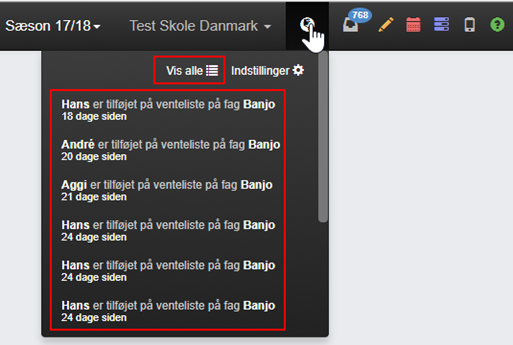 Sæson 17/18 Test Skole Danmark 768
Vis alle Indstillinger
Hans er tilføjet på venteliste på fag Banjo
18 dage siden
André er tilføjet på venteliste på fag Banjo
20 dage siden
Aggi er tilføjet på venteliste på fag Banjo
21 dage siden
Hans er tilføjet på venteliste på fag Banjo
24 dage siden
Hans er tilføjet på venteliste på fag Banjo
24 dage siden
Hans er tilføjet på venteliste på fag Banjo
24 dage siden